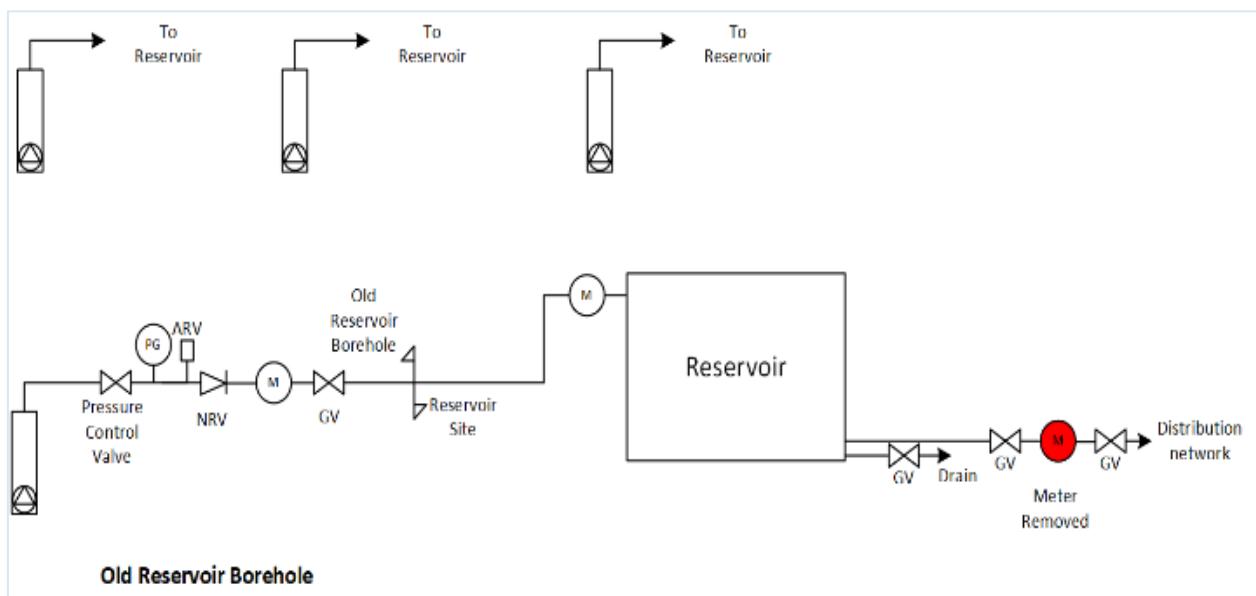 To
Reservoir
To
Reservoir
To
Reservoir
Old
Reservoir
Borehole
M
ARV
PG
Reservoir
Pressure
Control
Valve
NRV
M
GV
Reservoir
Site
GV
Drain
GV
M
GV
Distribution
network
Meter
Removed
Old Reservoir Borehole